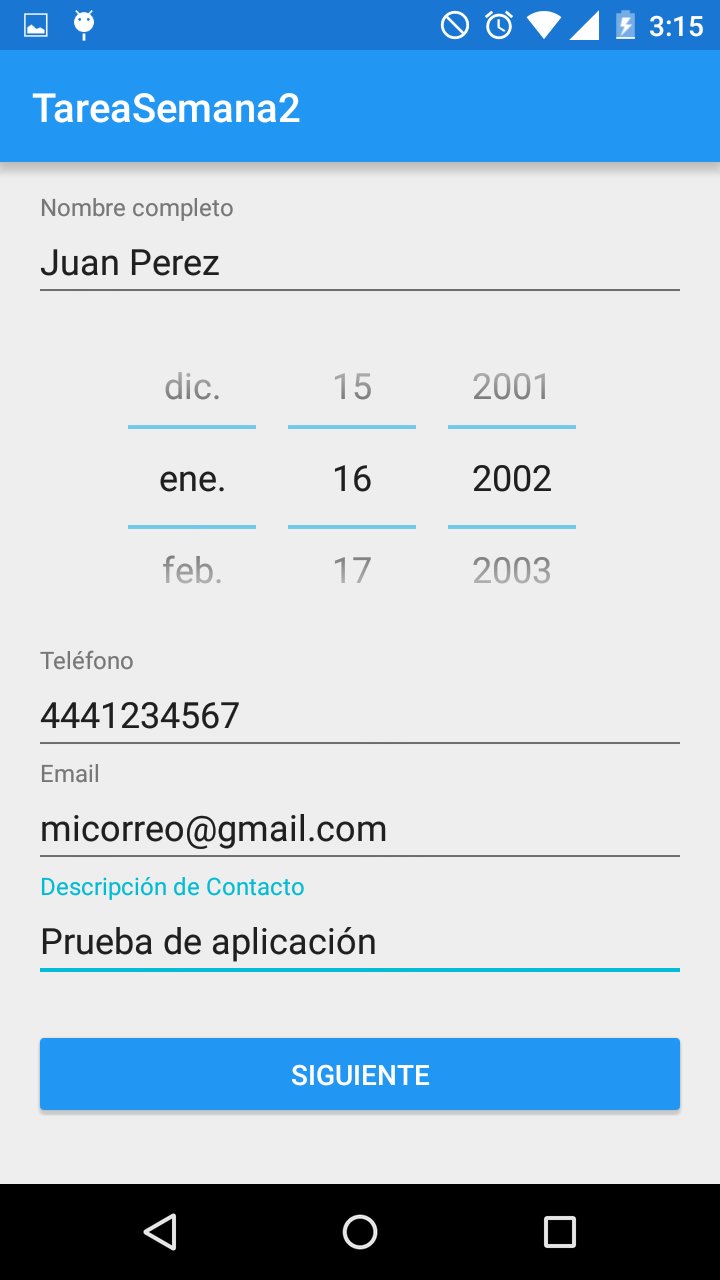 3:15
TareaSemana2
Nombre completo
Juan Perez
dic. 15 2001
ene. 16 2002
feb. 17 2003
Teléfono
4441234567
Email
micorreo@gmail.com
Descripción de Contacto
Prueba de aplicación
SIGUIENTE